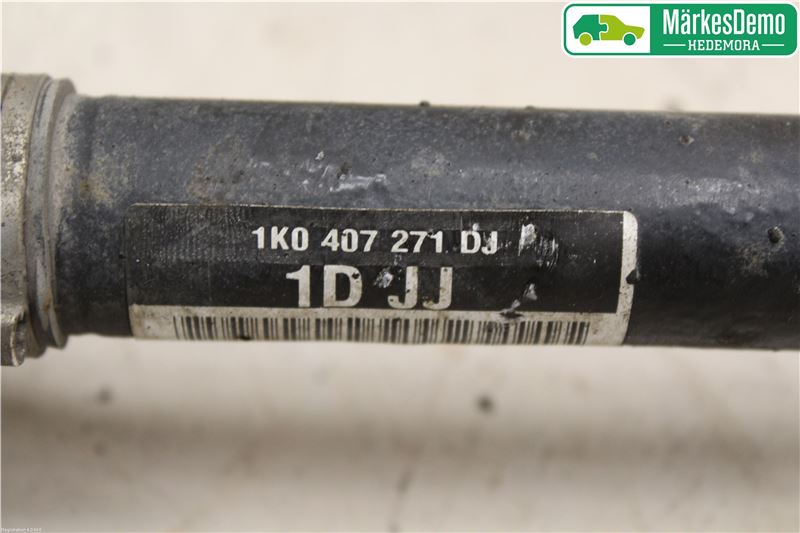 MärkesDemo
HEDEMORA
1K0 407 271 DJ
1D JJ